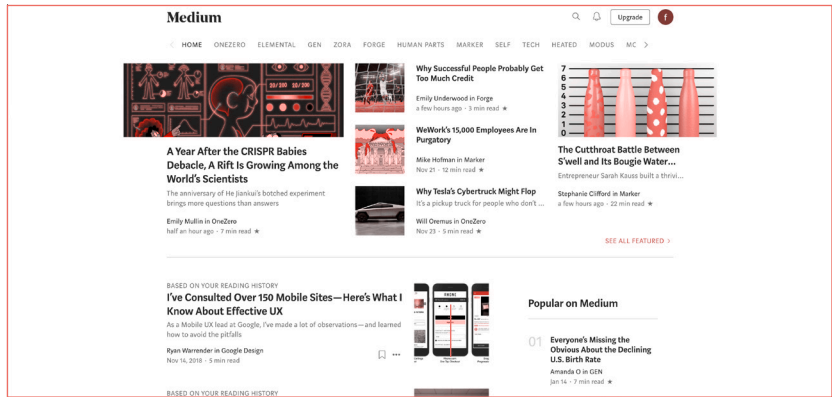 Medium
Upgrade
f
HOME ONEZERO ELEMENTAL GEN ZORA FORGE HUMAN PARTS MARKER SELF TECH HEATED MODUS MC
A Year After the CRISPR Babies
Debacle, A Rift Is Growing Among the
World's Scientists
The anniversary of He Jiankui's botched experiment
brings more questions than answers
Emily Mullin in OneZero
half an hour ago · 7 min read ★
Why Successful People Probably Get
Too Much Credit
Emily Underwood in Forge
a few hours ago · 3 min read ★
WeWork's 15,000 Employees Are In
Purgatory
Mike Hofman in Marker
Nov 21 · 12 min read ★
Why Tesla's Cybertruck Might Flop
It's a pickup truck for people who don't ...
Will Oremus in OneZero
Nov 23 · 5 min read ★
7
6
5
4
3
2
1
0
The Cutthroat Battle Between
S'well and Its Bougie Water...
Entrepreneur Sarah Kauss built a thrivi...
Stephanie Clifford in Marker
a few hours ago · 22 min read ★
SEE ALL FEATURED >
BASED ON YOUR READING HISTORY
I've Consulted Over 150 Mobile Sites—Here's What I
Know About Effective UX
As a Mobile UX lead at Google, I've made a lot of observations—and learned
how to avoid the pitfalls
Ryan Warrender in Google Design
Nov 14, 2018 · 5 min read
BASED ON YOUR READING HISTORY
Popular on Medium
01
Everyone's Missing the
Obvious About the Declining
U.S. Birth Rate
Amanda O in GEN
Jan 14 · 7 min read ★